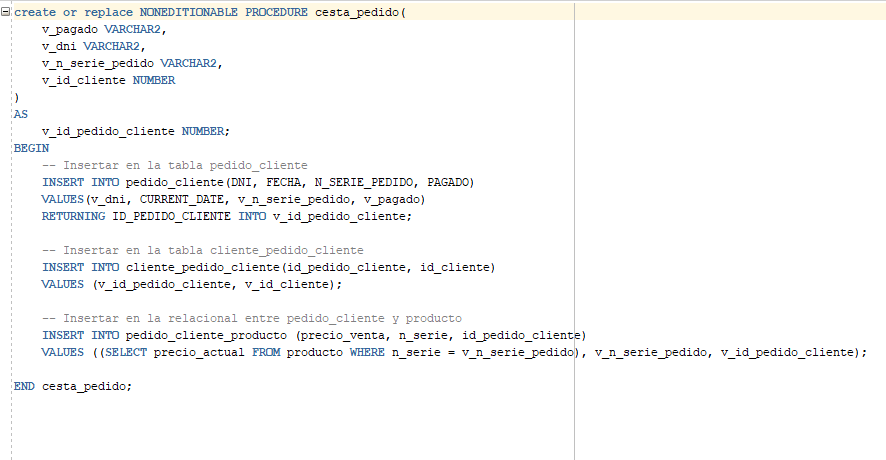 create or replace NONEDITIONABLE PROCEDURE cesta_pedido(
    v_pagado VARCHAR2,
    v_dni VARCHAR2,
    v_n_serie_pedido VARCHAR2,
    v_id_cliente NUMBER
)
AS
    v_id_pedido_cliente NUMBER;
BEGIN
    -- Insertar en la tabla pedido_cliente
    INSERT INTO pedido_cliente(DNI, FECHA, N_SERIE_PEDIDO, PAGADO)
    VALUES(v_dni, CURRENT_DATE, v_n_serie_pedido, v_pagado)
    RETURNING ID_PEDIDO_CLIENTE INTO v_id_pedido_cliente;

    -- Insertar en la tabla cliente_pedido_cliente
    INSERT INTO cliente_pedido_cliente(id_pedido_cliente, id_cliente)
    VALUES (v_id_pedido_cliente, v_id_cliente);

    -- Insertar en la relacional entre pedido_cliente y producto
    INSERT INTO pedido_cliente_producto (precio_venta, n_serie, id_pedido_cliente)
    VALUES ((SELECT precio_actual FROM producto WHERE n_serie = v_n_serie_pedido), v_n_serie_pedido, v_id_pedido_cliente);

END cesta_pedido;